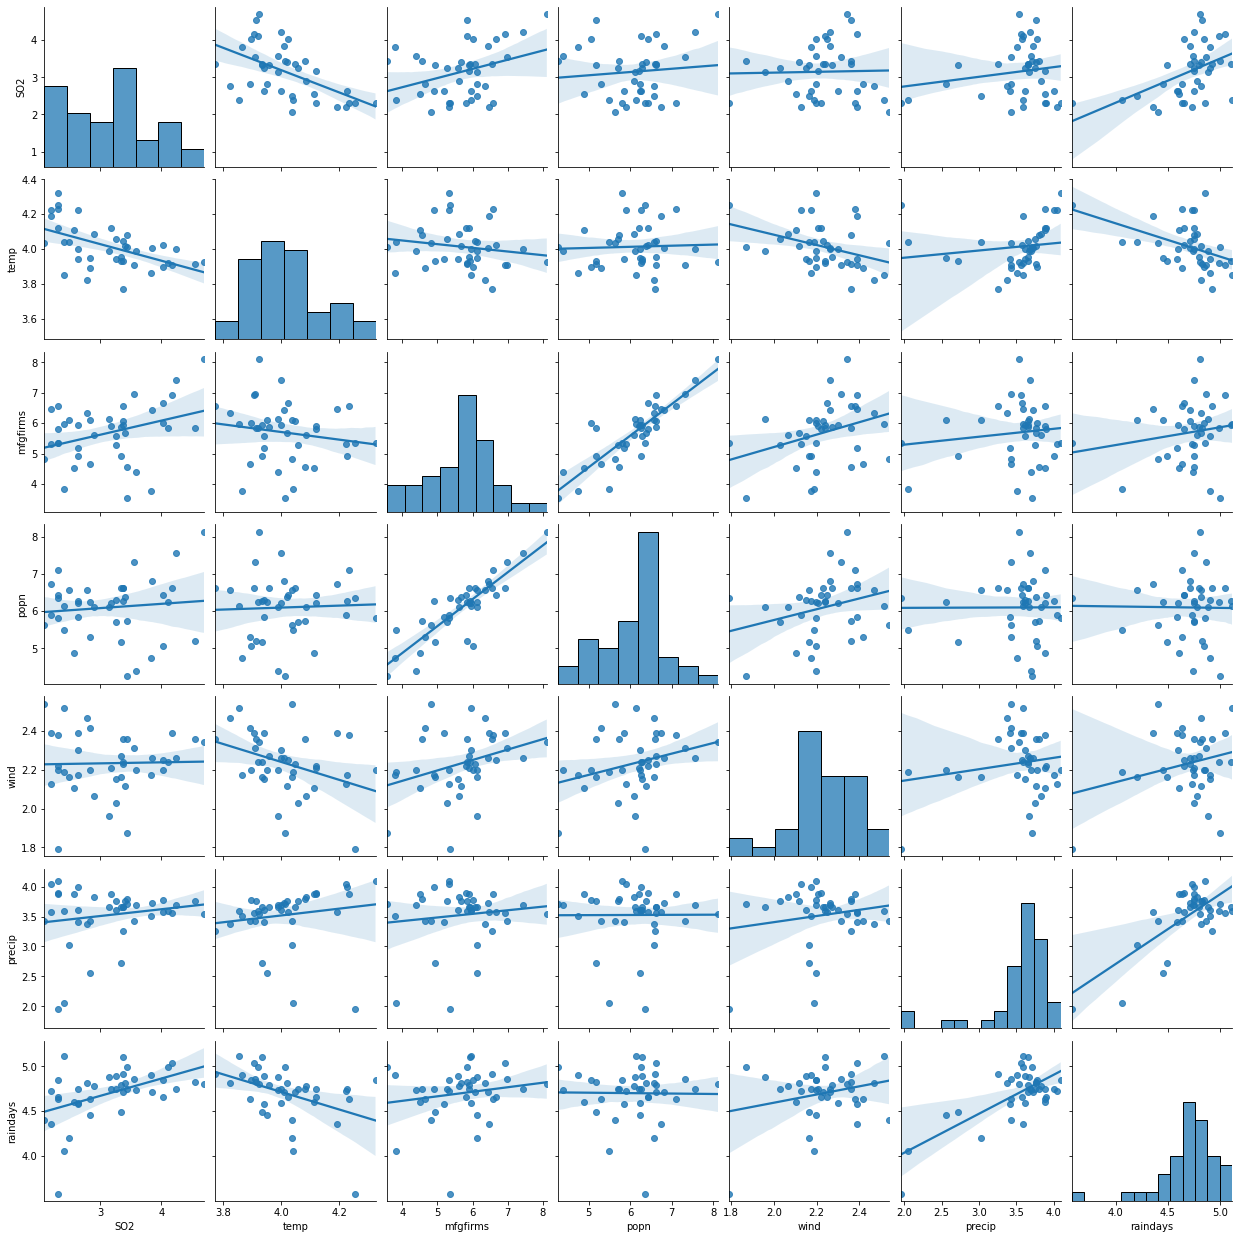 4
3
2
1
SO2
4.4
4.2
4.0
3.8
3.6
temp
8
7
6
5
4
mfgfirms
8
7
6
5
popn
2.4
2.2
2.0
1.8
wind
4.0
3.5
3.0
2.5
2.0
precip
5.0
4.5
4.0
raindays
3 4
SO2
3.8 4.0 4.2
temp
4 5 6 7 8
mfgfirms
5 6 7 8
popn
1.8 2.0 2.2 2.4
wind
2.0 2.5 3.0 3.5 4.0
precip
4.0 4.5 5.0
raindays